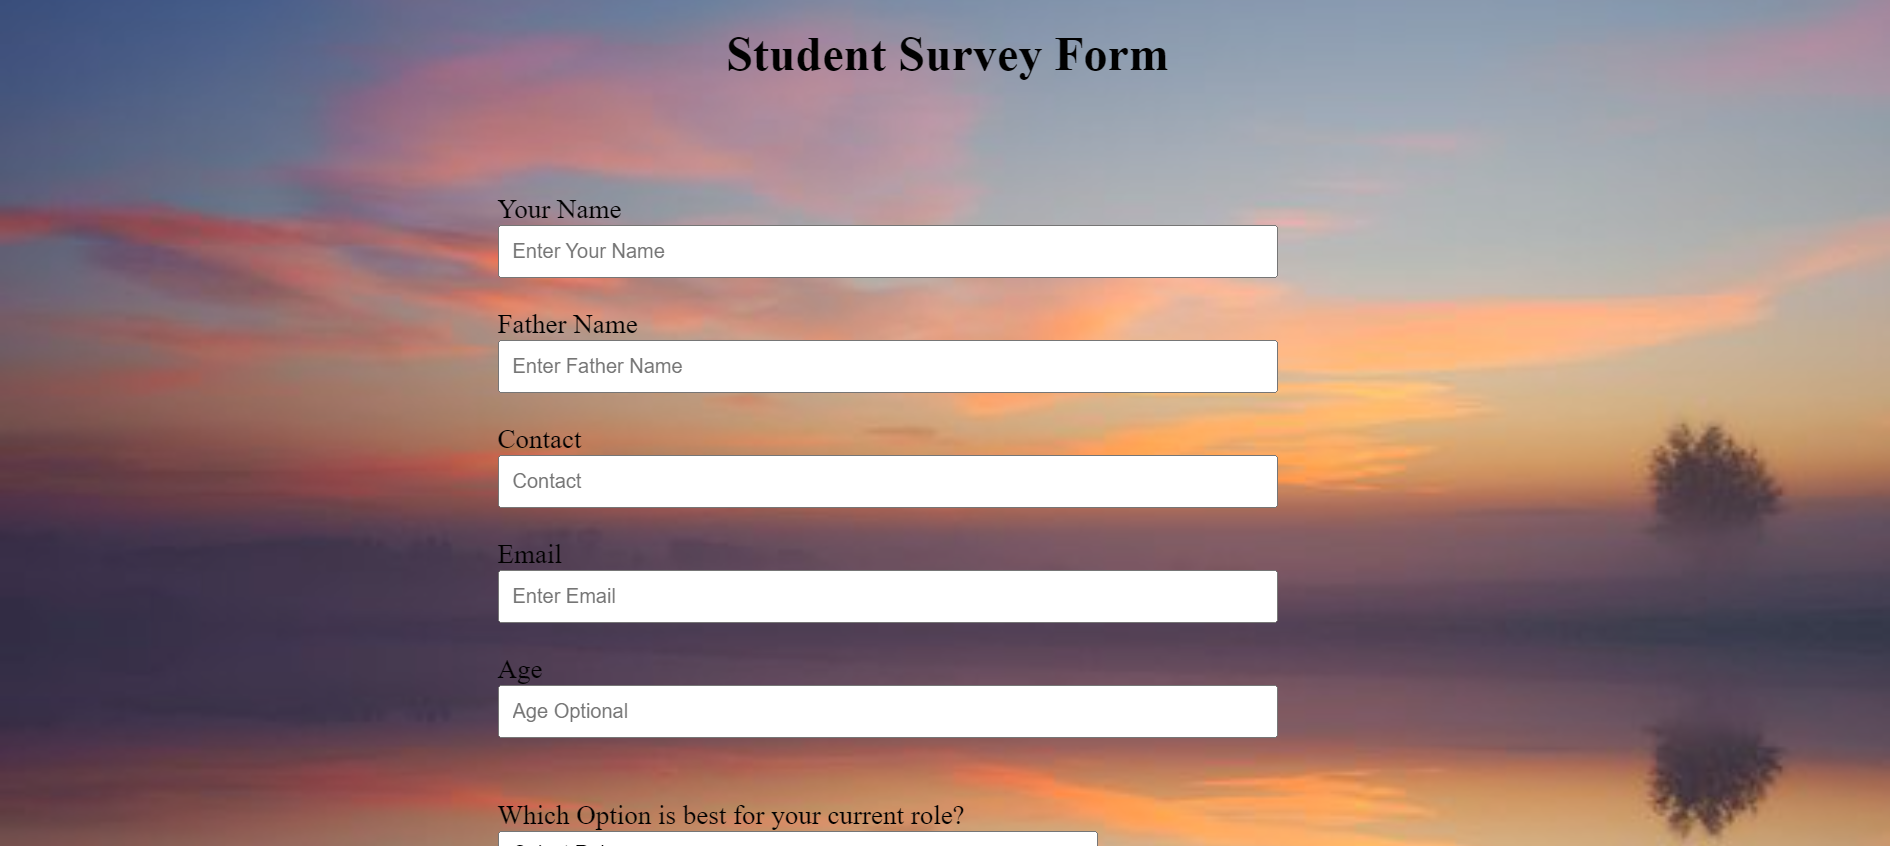 Student Survey Form
Your Name
Enter Your Name
Father Name
Enter Father Name
Contact
Contact
Email
Enter Email
Age
Age Optional
Which Option is best for your current role?